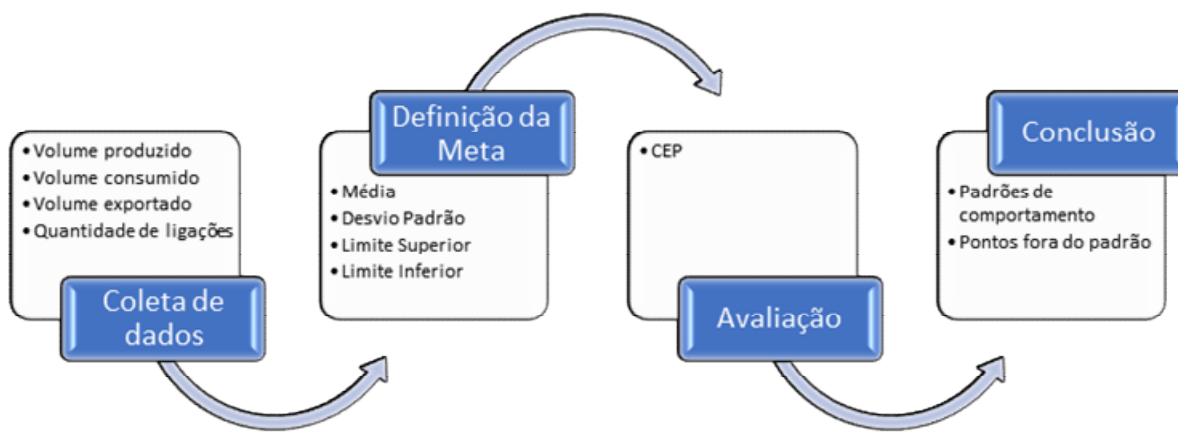 • Volume produzido
• Volume consumido
• Volume exportado
• Quantidade de ligações
Coleta de
dados
Definição da
Meta
• Média
• Desvio Padrão
• Limite Superior
• Limite Inferior
• CEP
Avaliação
Conclusão
• Padrões de
comportamento
• Pontos fora do padrão